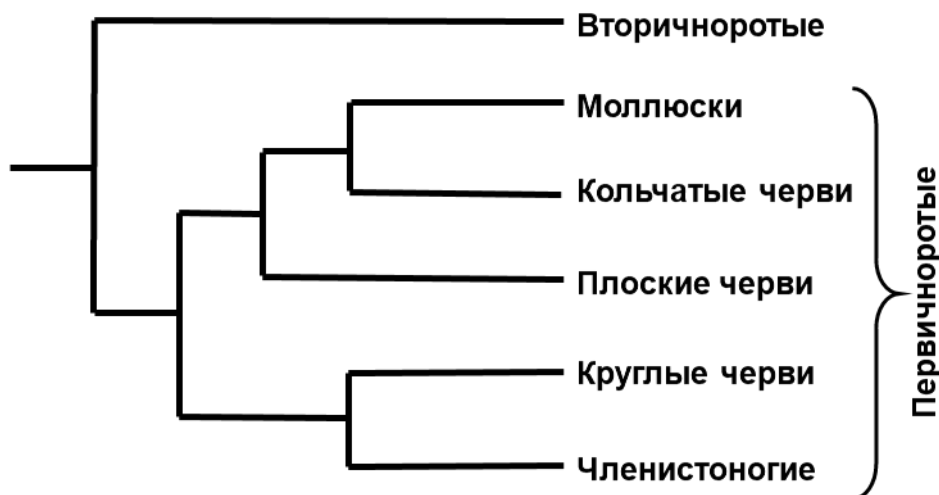 Вторичноротые
Моллюски
Кольчатые черви
Плоские черви
Круглые черви
Членистоногие
Первичноротые